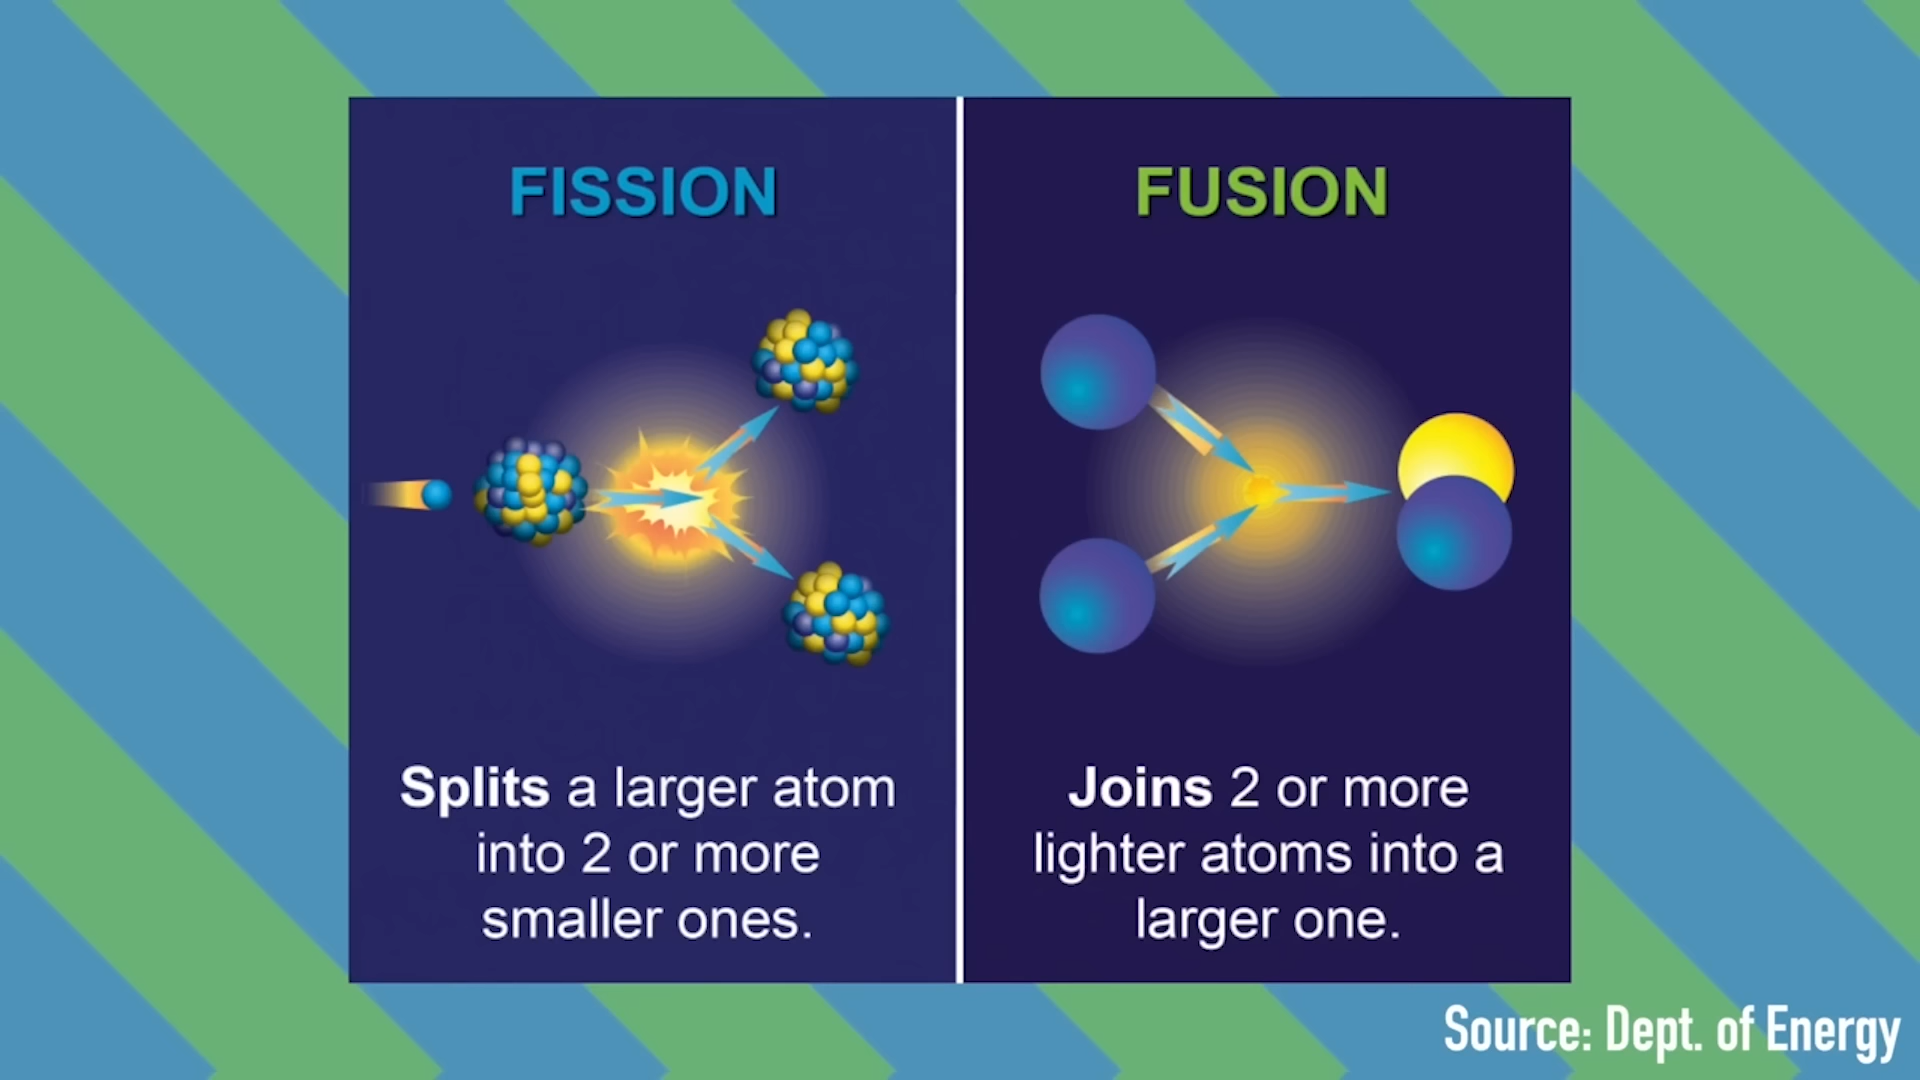 FISSION
Splits a larger atom
into 2 or more
smaller ones.
FUSION
Joins 2 or more
lighter atoms into a
larger one.
Source: Dept. of Energy